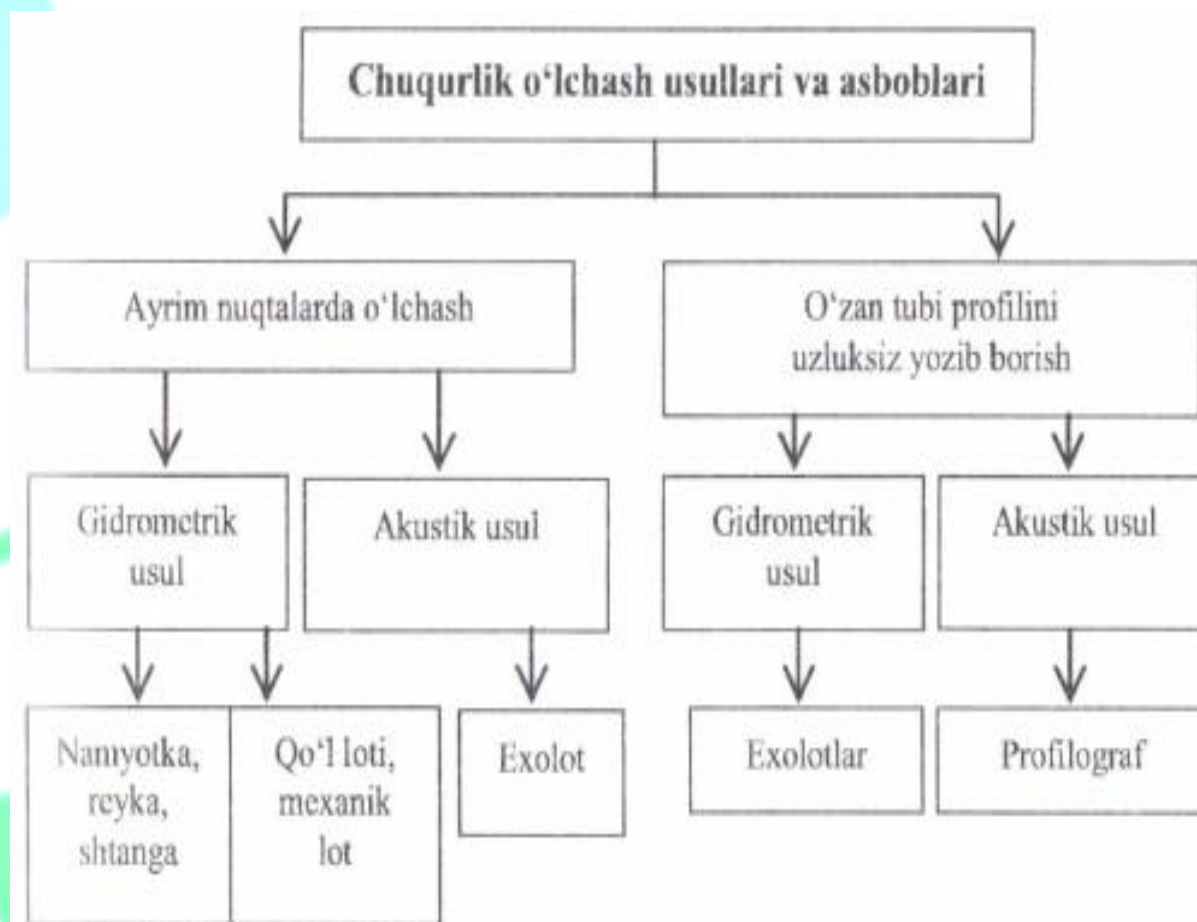 Chuqurlik o‘lchash usullari va asboblari
Ayrim nuqtalarda o‘lchash
O‘zan tubi profilini
uzluksiz yozib borish
Gidrometrik
usul
Akustik usul
Gidrometrik
usul
Akustik usul
Namyotka,
reyka,
shtanga
Qo‘l loti,
mexanik
lot
Exolot
Exolotlar
Profilograf